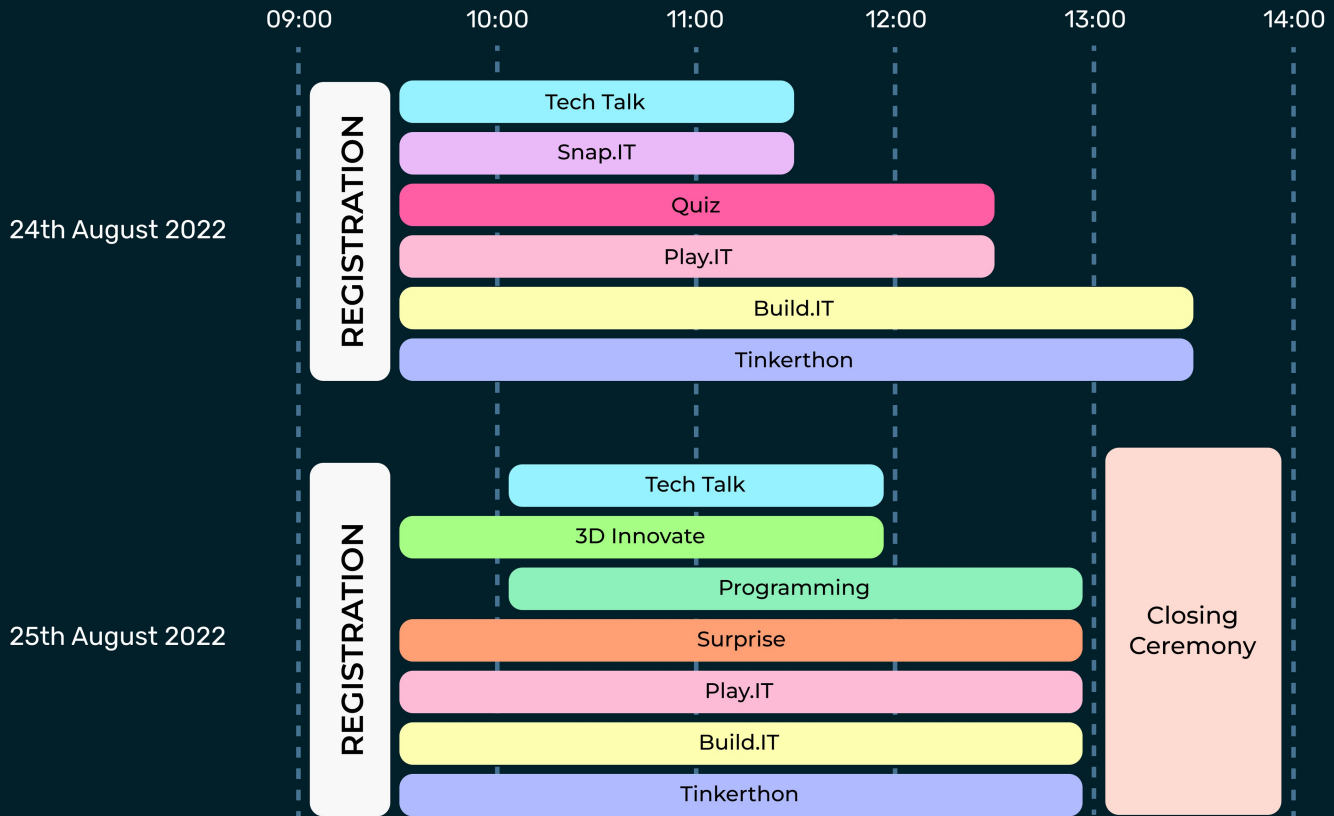 09:00 10:00 11:00 12:00 13:00 14:00
24th August 2022
REGISTRATION
Tech Talk
Snap.IT
Quiz
Play.IT
Build.IT
Tinkerthon
25th August 2022
REGISTRATION
Tech Talk
3D Innovate
Programming
Surprise
Play.IT
Build.IT
Tinkerthon
Closing
Ceremony